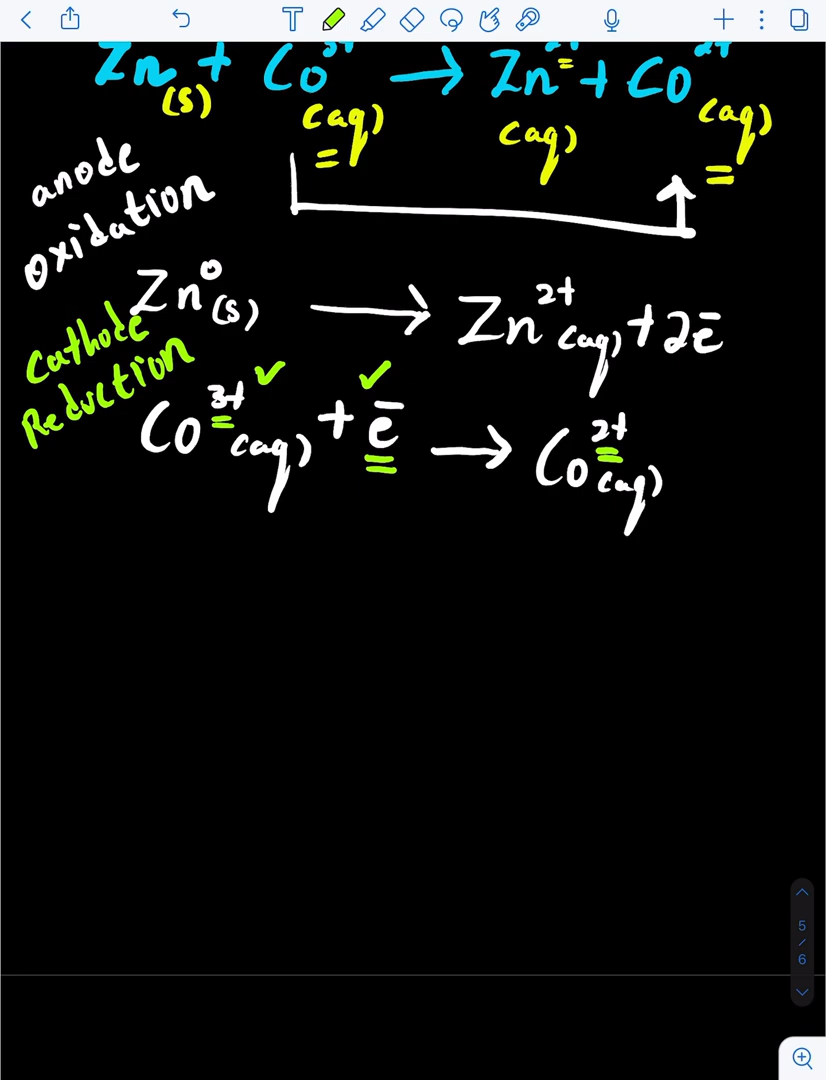 Zn(s) + Co³⁺(aq) → Zn²⁺(aq) + Co²⁺(aq)
anode
oxidation
Zn⁰(s) → Zn²⁺(aq) + 2e̅
Cathode
Reduction
Co³⁺(aq) + e̅ → Co²⁺(aq)
5
/
6